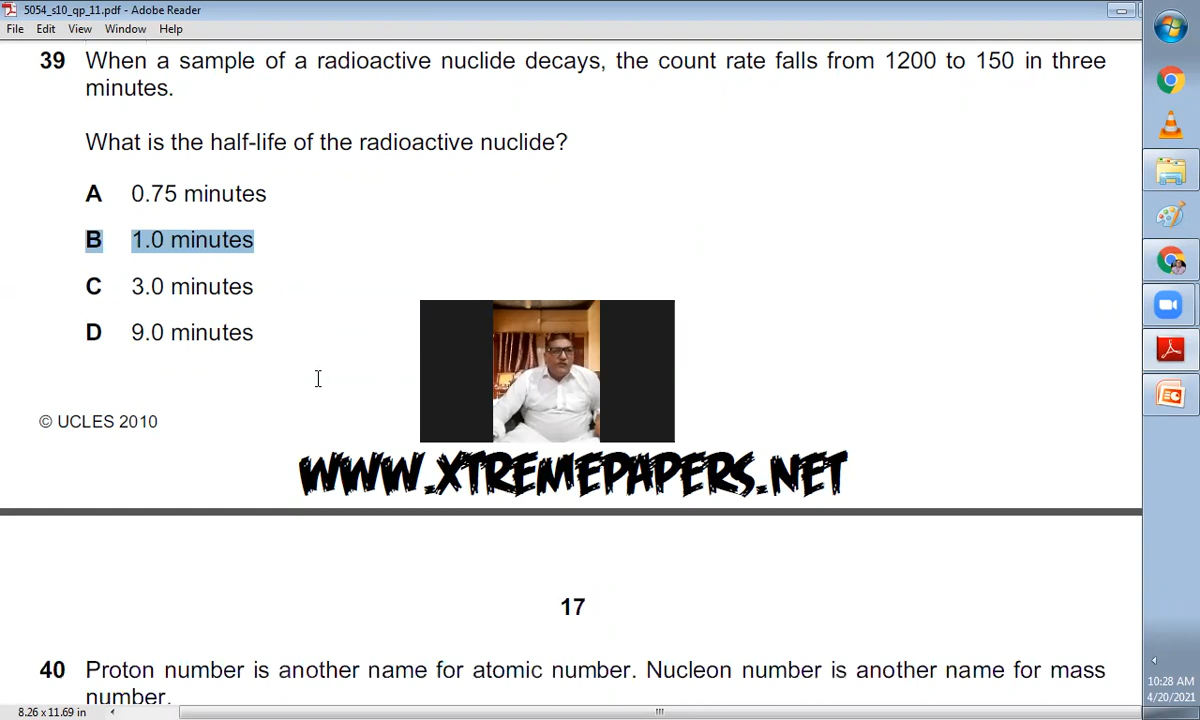 5054_s10_qp_11.pdf - Adobe Reader
File Edit View Window Help
39 When a sample of a radioactive nuclide decays, the count rate falls from 1200 to 150 in three
minutes.
What is the half-life of the radioactive nuclide?
A 0.75 minutes
B 1.0 minutes
C 3.0 minutes
D 9.0 minutes
© UCLES 2010
WWW.XTREMEPAPERS.NET
17
40 Proton number is another name for atomic number. Nucleon number is another name for mass
number.
8.26 x 11.69 in
10:28 AM
4/20/2021